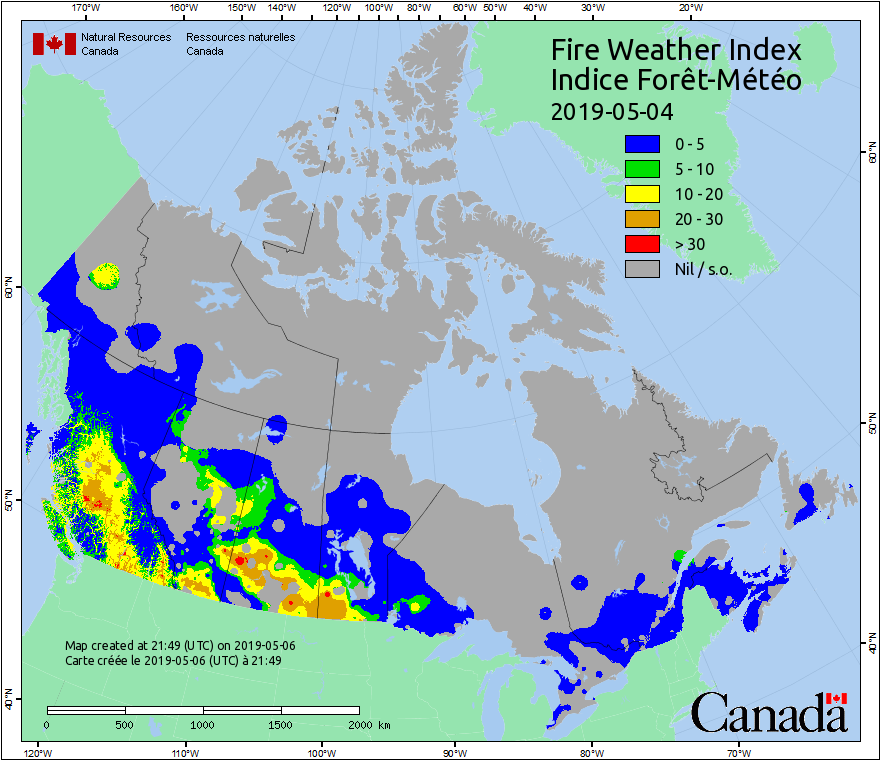 170°W 160°W 150°W 140°W 120°W 100°W 80°W 60°W 50°W 40°W 30°W 20°W
Natural Resources Ressources naturelles
Canada Canada
Fire Weather Index
Indice Forêt-Météo
2019-05-04
0 - 5
5 - 10
10 - 20
20 - 30
> 30
Nil / s.o.
60°N 60°N
50°N 50°N
40°N 40°N
Map created at 21:49 (UTC) on 2019-05-06
Carte créée le 2019-05-06 (UTC) à 21:49
0 500 1000 1500 2000 km
Canada
120°W 110°W 100°W 90°W 80°W 70°W